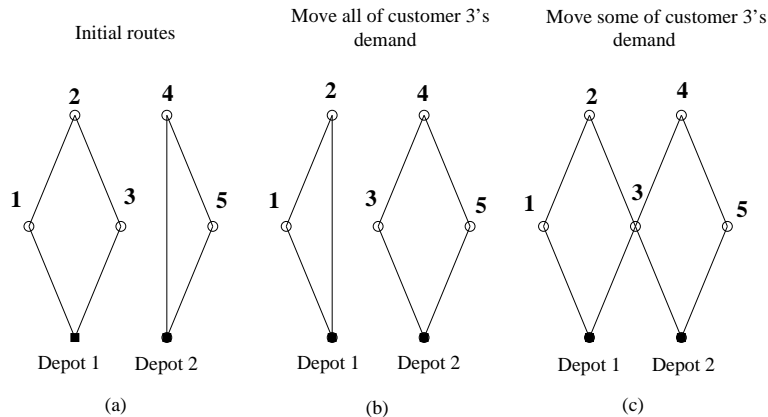 Initial routes
Move all of customer 3's
demand
Move some of customer 3's
demand
2
4
1
3
5
Depot 1
Depot 2
(a)
2
4
1
3
5
Depot 1
Depot 2
(b)
2
4
1
3
5
Depot 1
Depot 2
(c)